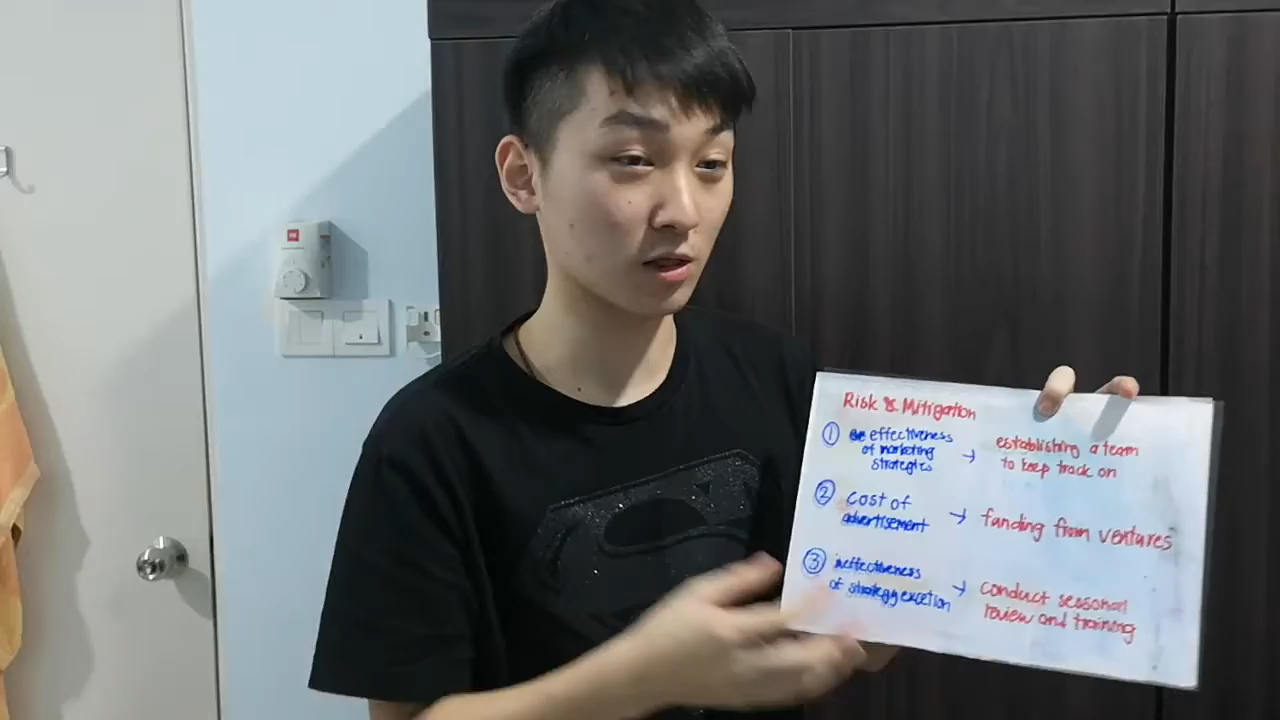 Risk & Mitigation
① effectiveness
of marketing
strategies
→ establishing a team
to keep track on
② cost of
advertisement
→ funding from ventures
③ ineffectiveness
of strategy excetion
→ conduct seasonal
review and training